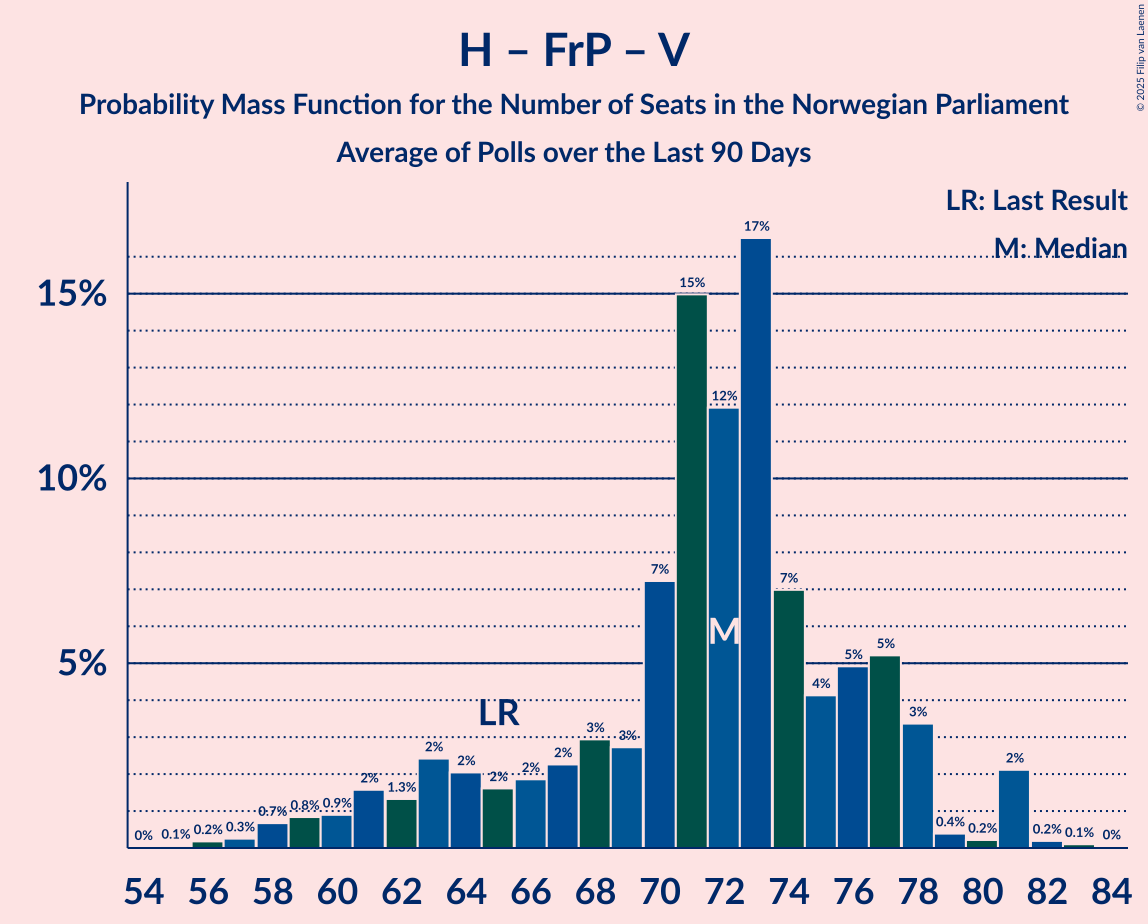 H – FrP – V
Probability Mass Function for the Number of Seats in the Norwegian Parliament
Average of Polls over the Last 90 Days
© 2025 Filip van Laenen
LR: Last Result
M: Median
15%
10%
5%
0% 0.1% 0.2% 0.3% 0.7% 0.8% 0.9% 2% 1.3% 2% 2% 2% 2% 2% 3% 3% 7% 15% 12% 17% 7% 4% 5% 5% 3% 0.4% 0.2% 2% 0.2% 0.1% 0%
LR
M
54 56 58 60 62 64 66 68 70 72 74 76 78 80 82 84